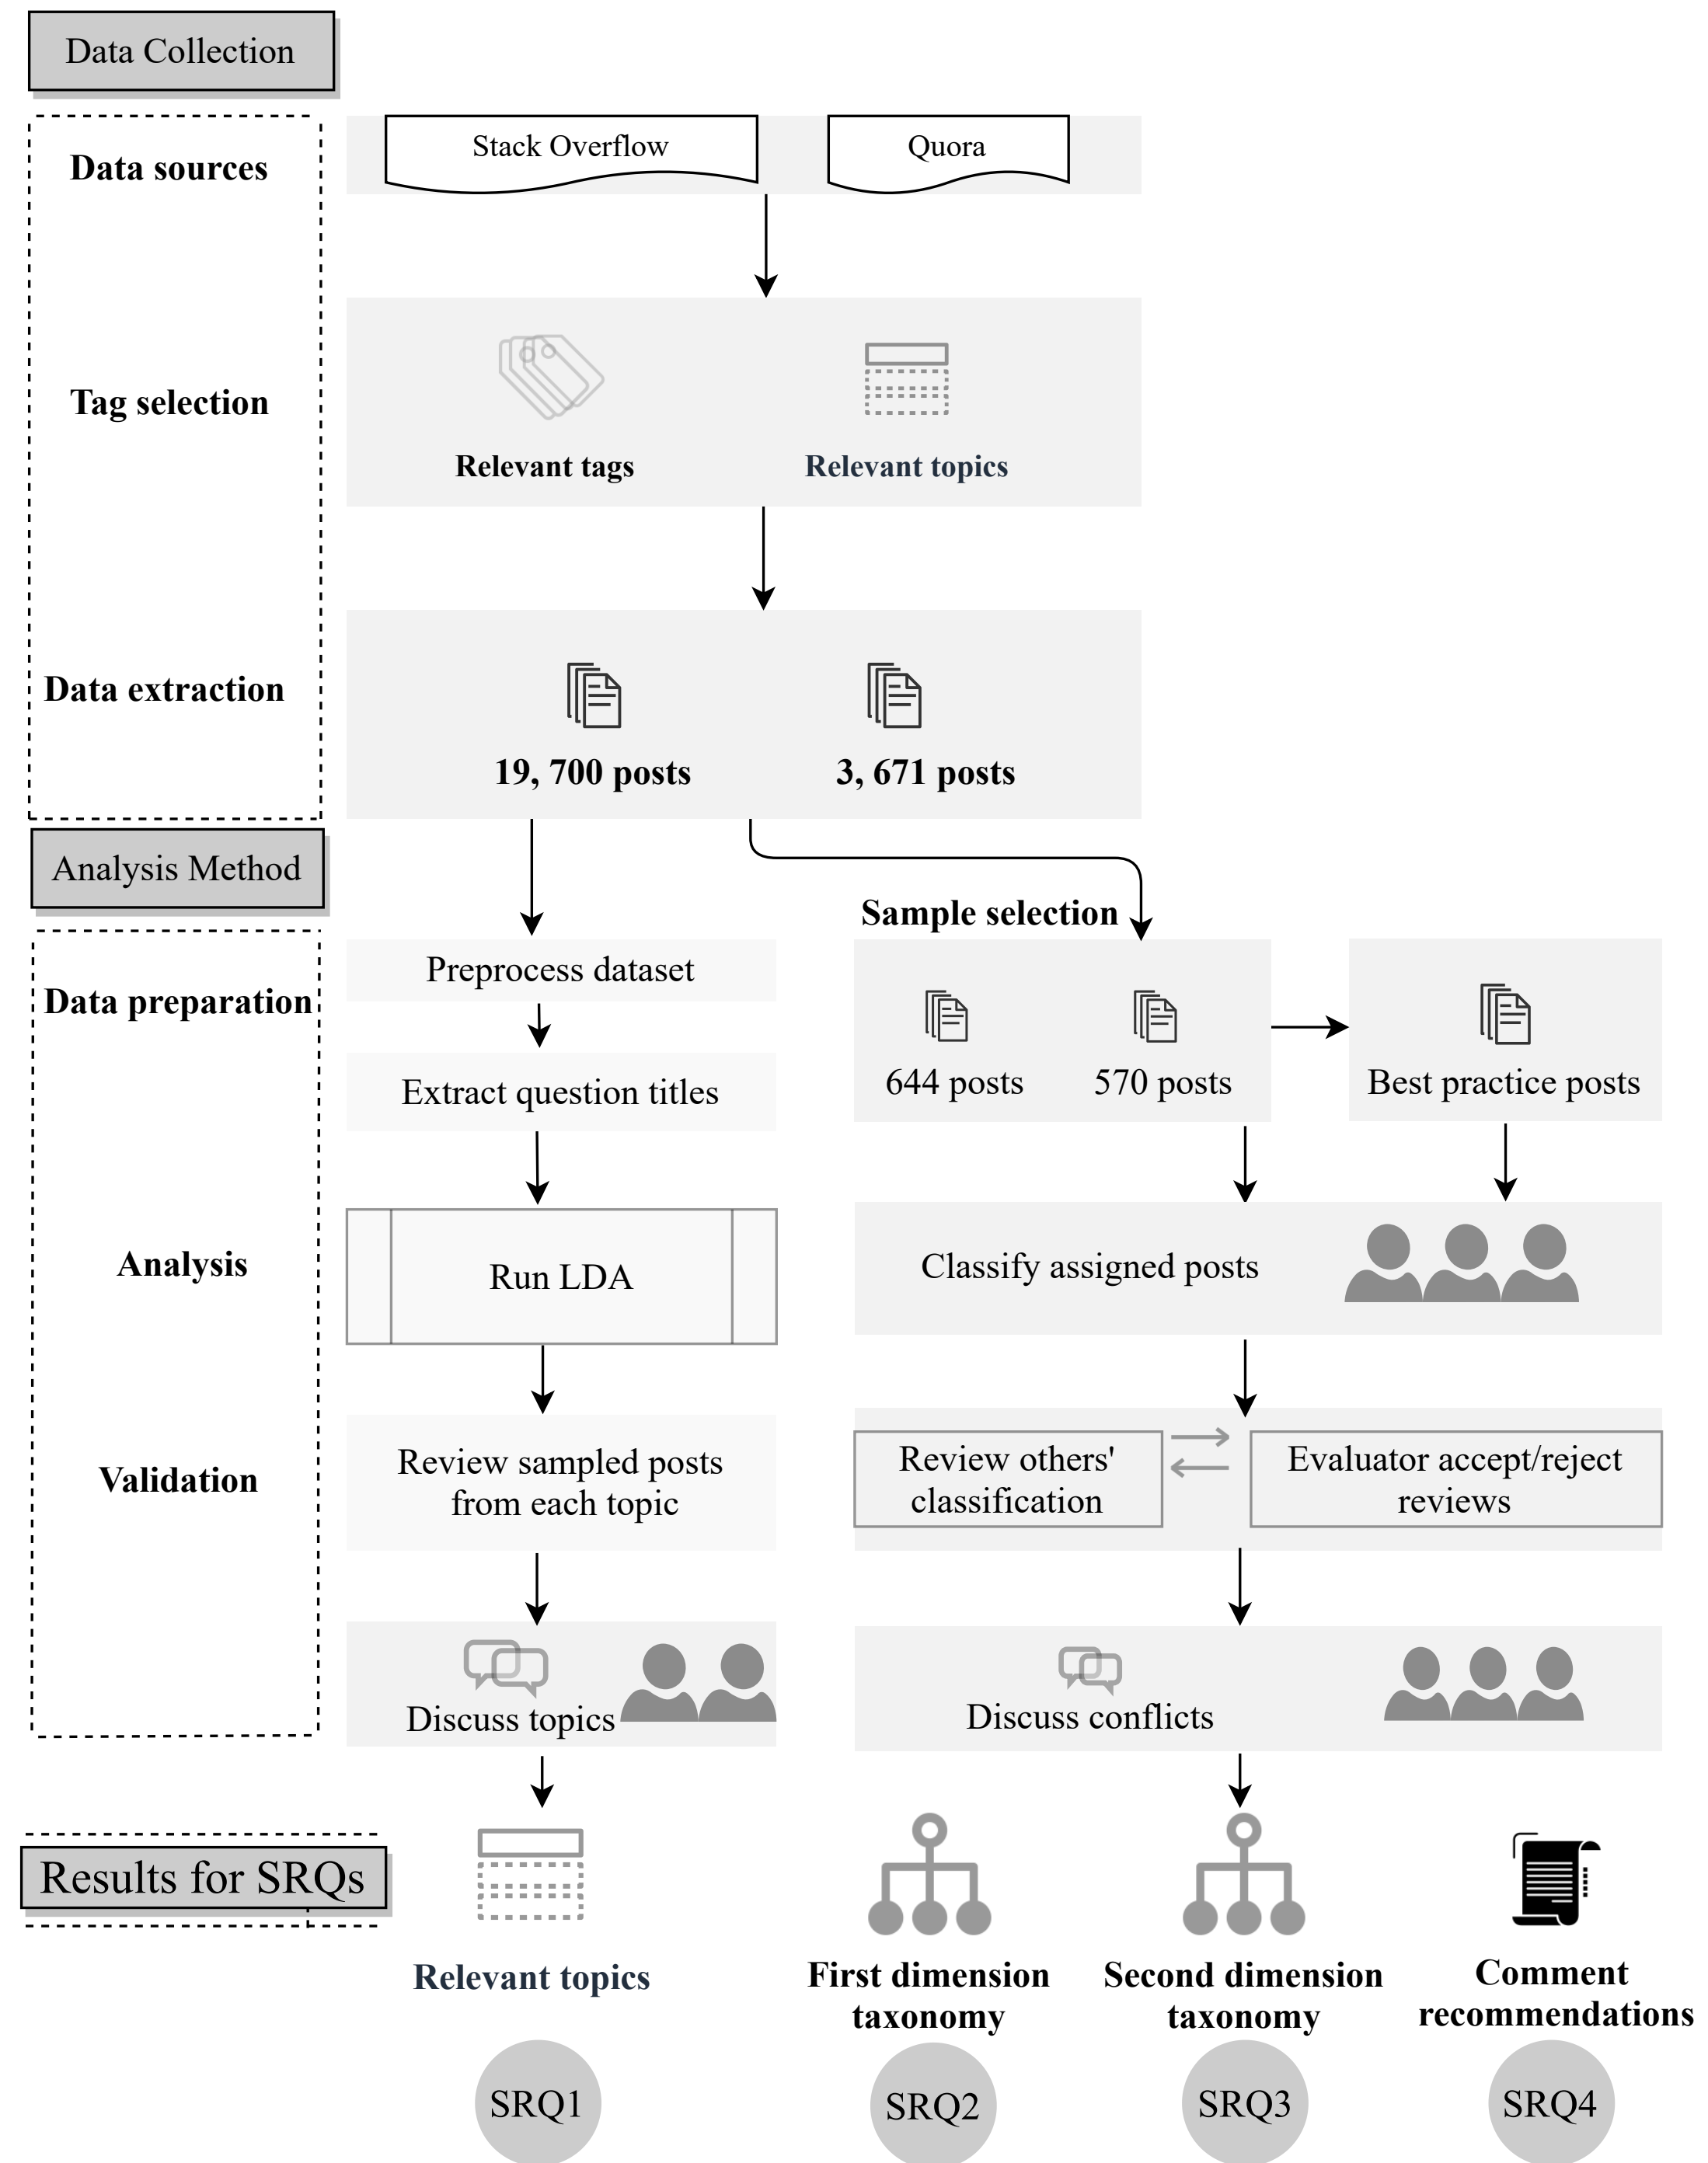 Data Collection
Data sources
Stack Overflow
Quora
Tag selection
Relevant tags
Relevant topics
Data extraction
19, 700 posts
3, 671 posts
Analysis Method
Sample selection
Data preparation
Preprocess dataset
Extract question titles
644 posts
570 posts
Best practice posts
Analysis
Run LDA
Classify assigned posts
Validation
Review sampled posts
from each topic
Review others'
classification
Evaluator accept/reject
reviews
Discuss topics
Discuss conflicts
Results for SRQs
Relevant topics
First dimension
taxonomy
Second dimension
taxonomy
Comment
recommendations
SRQ1
SRQ2
SRQ3
SRQ4